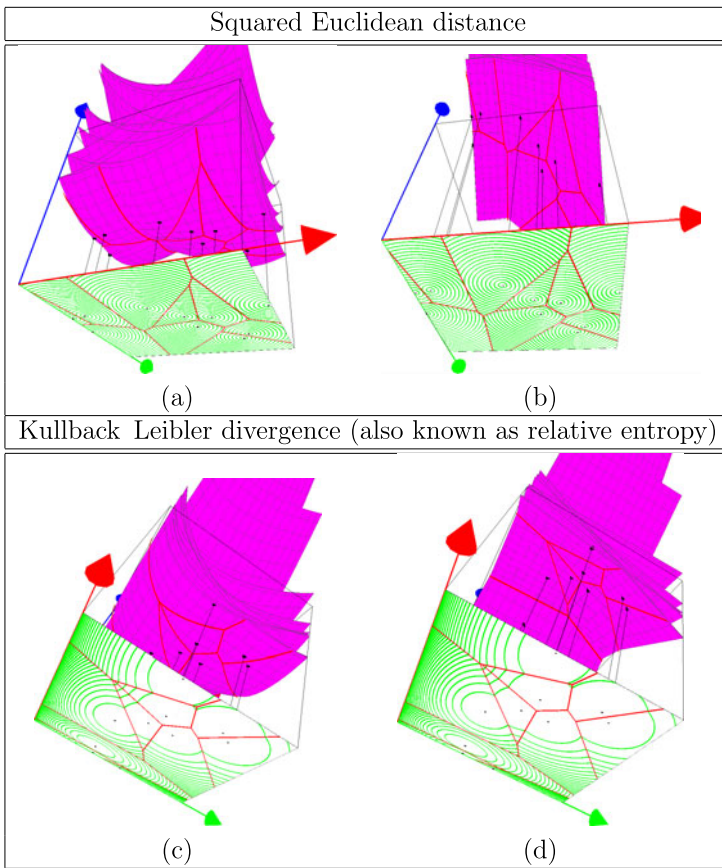 Squared Euclidean distance
(a)
(b)
Kullback Leibler divergence (also known as relative entropy)
(c)
(d)